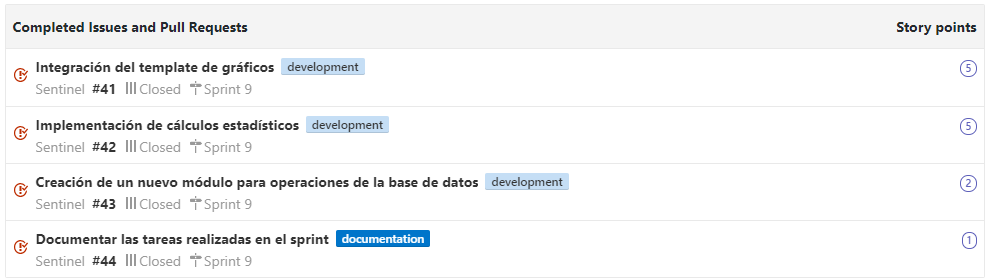 Completed Issues and Pull Requests Story points
Integración del template de gráficos development 5
Sentinel #41 Closed Sprint 9
Implementación de cálculos estadísticos development 5
Sentinel #42 Closed Sprint 9
Creación de un nuevo módulo para operaciones de la base de datos development 2
Sentinel #43 Closed Sprint 9
Documentar las tareas realizadas en el sprint documentation 1
Sentinel #44 Closed Sprint 9